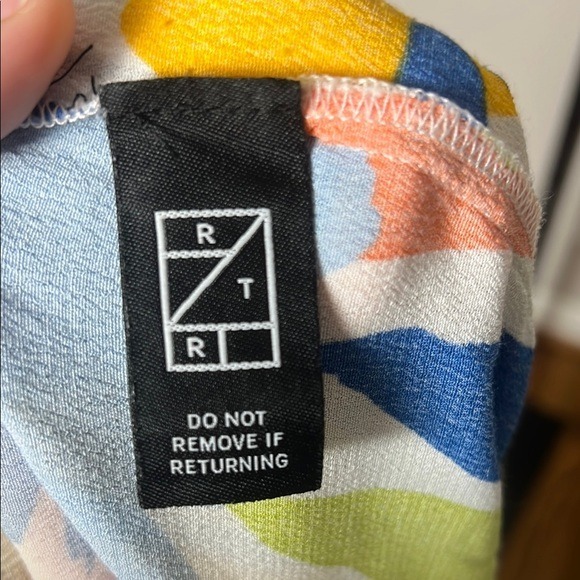 R
T
R
DO NOT
REMOVE IF
RETURNING